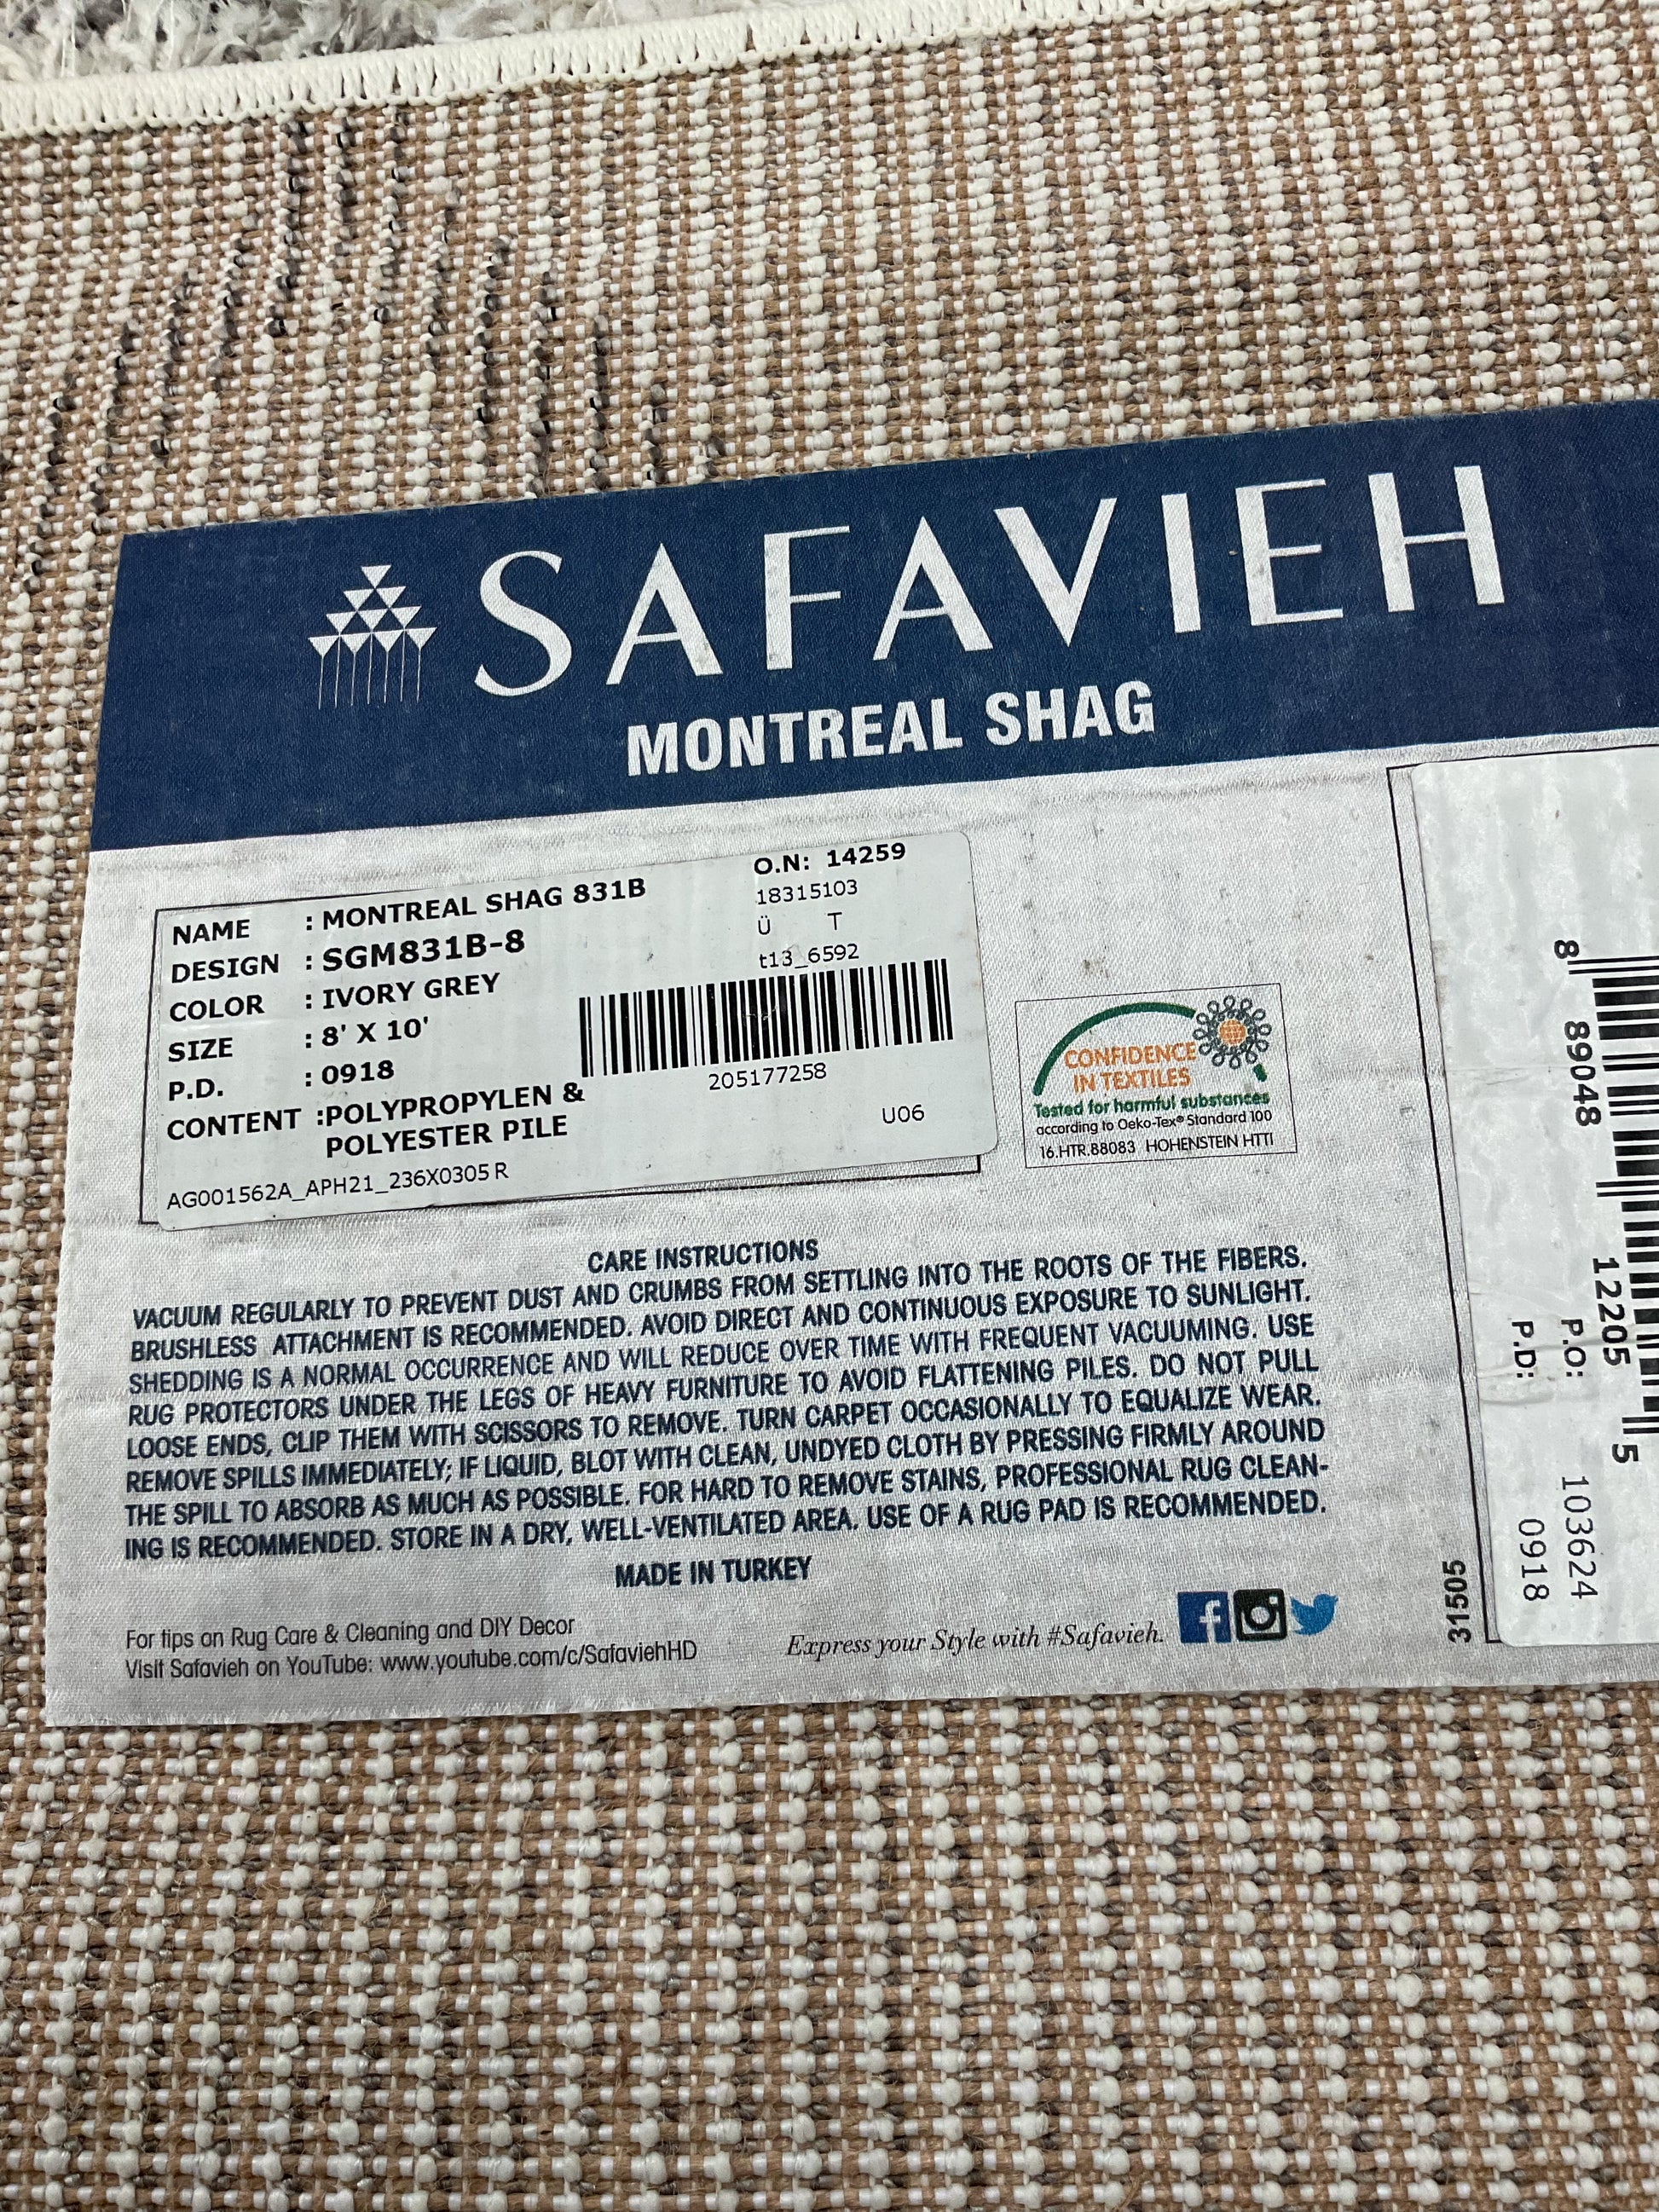 SAFAVIEH
MONTREAL SHAG
NAME : MONTREAL SHAG 831B
DESIGN : SGM831B-8
COLOR : IVORY GREY
SIZE : 8' X 10'
P.D. : 0918
CONTENT :POLYPROPYLEN &
POLYESTER PILE
AG001562A_APH21_236X0305 R
O.N: 14259
18315103
Ü T
t13_6592
205177258
U06
CONFIDENCE
IN TEXTILES
Tested for harmful substances
according to Oeko-Tex® Standard 100
16.HTR.88083 HOHENSTEIN HTTI
CARE INSTRUCTIONS
VACUUM REGULARLY TO PREVENT DUST AND CRUMBS FROM SETTLING INTO THE ROOTS OF THE FIBERS.
BRUSHLESS ATTACHMENT IS RECOMMENDED. AVOID DIRECT AND CONTINUOUS EXPOSURE TO SUNLIGHT.
SHEDDING IS A NORMAL OCCURRENCE AND WILL REDUCE OVER TIME WITH FREQUENT VACUUMING. USE
RUG PROTECTORS UNDER THE LEGS OF HEAVY FURNITURE TO AVOID FLATTENING PILES. DO NOT PULL
LOOSE ENDS, CLIP THEM WITH SCISSORS TO REMOVE. TURN CARPET OCCASIONALLY TO EQUALIZE WEAR.
REMOVE SPILLS IMMEDIATELY; IF LIQUID, BLOT WITH CLEAN, UNDYED CLOTH BY PRESSING FIRMLY AROUND
THE SPILL TO ABSORB AS MUCH AS POSSIBLE. FOR HARD TO REMOVE STAINS, PROFESSIONAL RUG CLEAN-
ING IS RECOMMENDED. STORE IN A DRY, WELL-VENTILATED AREA. USE OF A RUG PAD IS RECOMMENDED.
MADE IN TURKEY
For tips on Rug Care & Cleaning and DIY Decor
Visit Safavieh on YouTube: www.youtube.com/c/SafaviehHD
Express your Style with #Safavieh.
8 89048 12205 5
P.O: 103624
P.D: 0918
31505